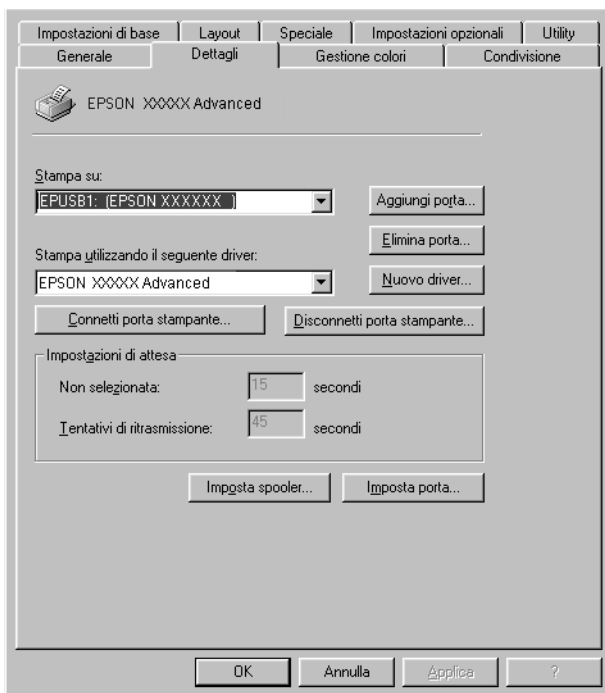 Impostazioni di base Layout Speciale Impostazioni opzionali Utility
Generale Dettagli Gestione colori Condivisione
EPSON XXXXX Advanced
Stampa su:
EPUSB1: (EPSON XXXXXX )
Aggiungi porta...
Elimina porta...
Stampa utilizzando il seguente driver:
EPSON XXXXX Advanced
Nuovo driver...
Connetti porta stampante... Disconnetti porta stampante...
Impostazioni di attesa
Non selezionata: 15 secondi
Tentativi di ritrasmissione: 45 secondi
Imposta spooler... Imposta porta...
OK Annulla Applica ?